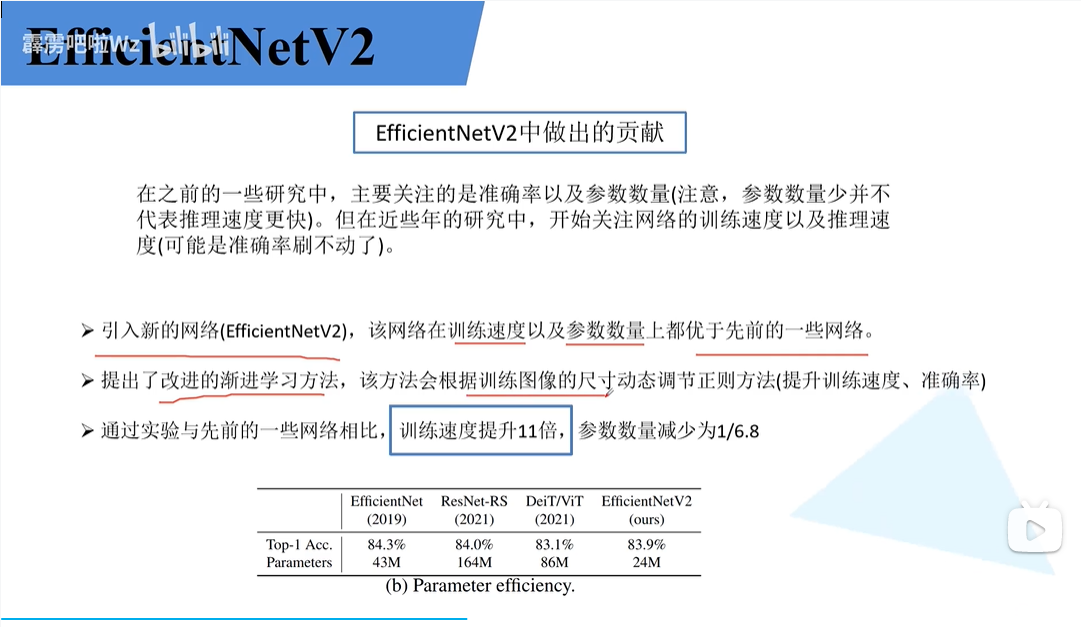 EfficientNetV2
霹雳吧啦Wz bilibili
EfficientNetV2中做出的贡献
在之前的一些研究中，主要关注的是准确率以及参数数量(注意，参数数量少并不
代表推理速度更快)。但在近些年的研究中，开始关注网络的训练速度以及推理速
度(可能是准确率刷不动了)。
➢ 引入新的网络(EfficientNetV2)，该网络在训练速度以及参数数量上都优于先前的一些网络。
➢ 提出了改进的渐进学习方法，该方法会根据训练图像的尺寸动态调节正则方法(提升训练速度、准确率)
➢ 通过实验与先前的一些网络相比，训练速度提升11倍，参数数量减少为1/6.8
EfficientNet ResNet-RS DeiT/ViT EfficientNetV2
(2019) (2021) (2021) (ours)
Top-1 Acc. 84.3% 84.0% 83.1% 83.9%
Parameters 43M 164M 86M 24M
(b) Parameter efficiency.